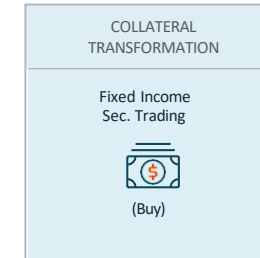 COLLATERAL
TRANSFORMATION
Fixed Income
Sec. Trading
$
(Buy)